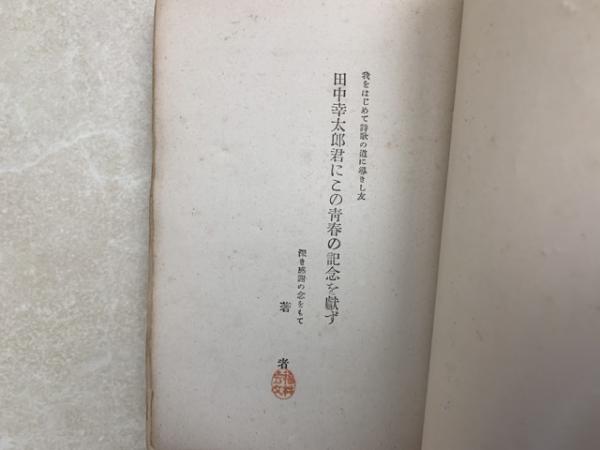 我をはじめて詩歌の道に導きし友
田中幸太郎君にこの青春の記念を獻ず
深き感謝の念をもて
著者